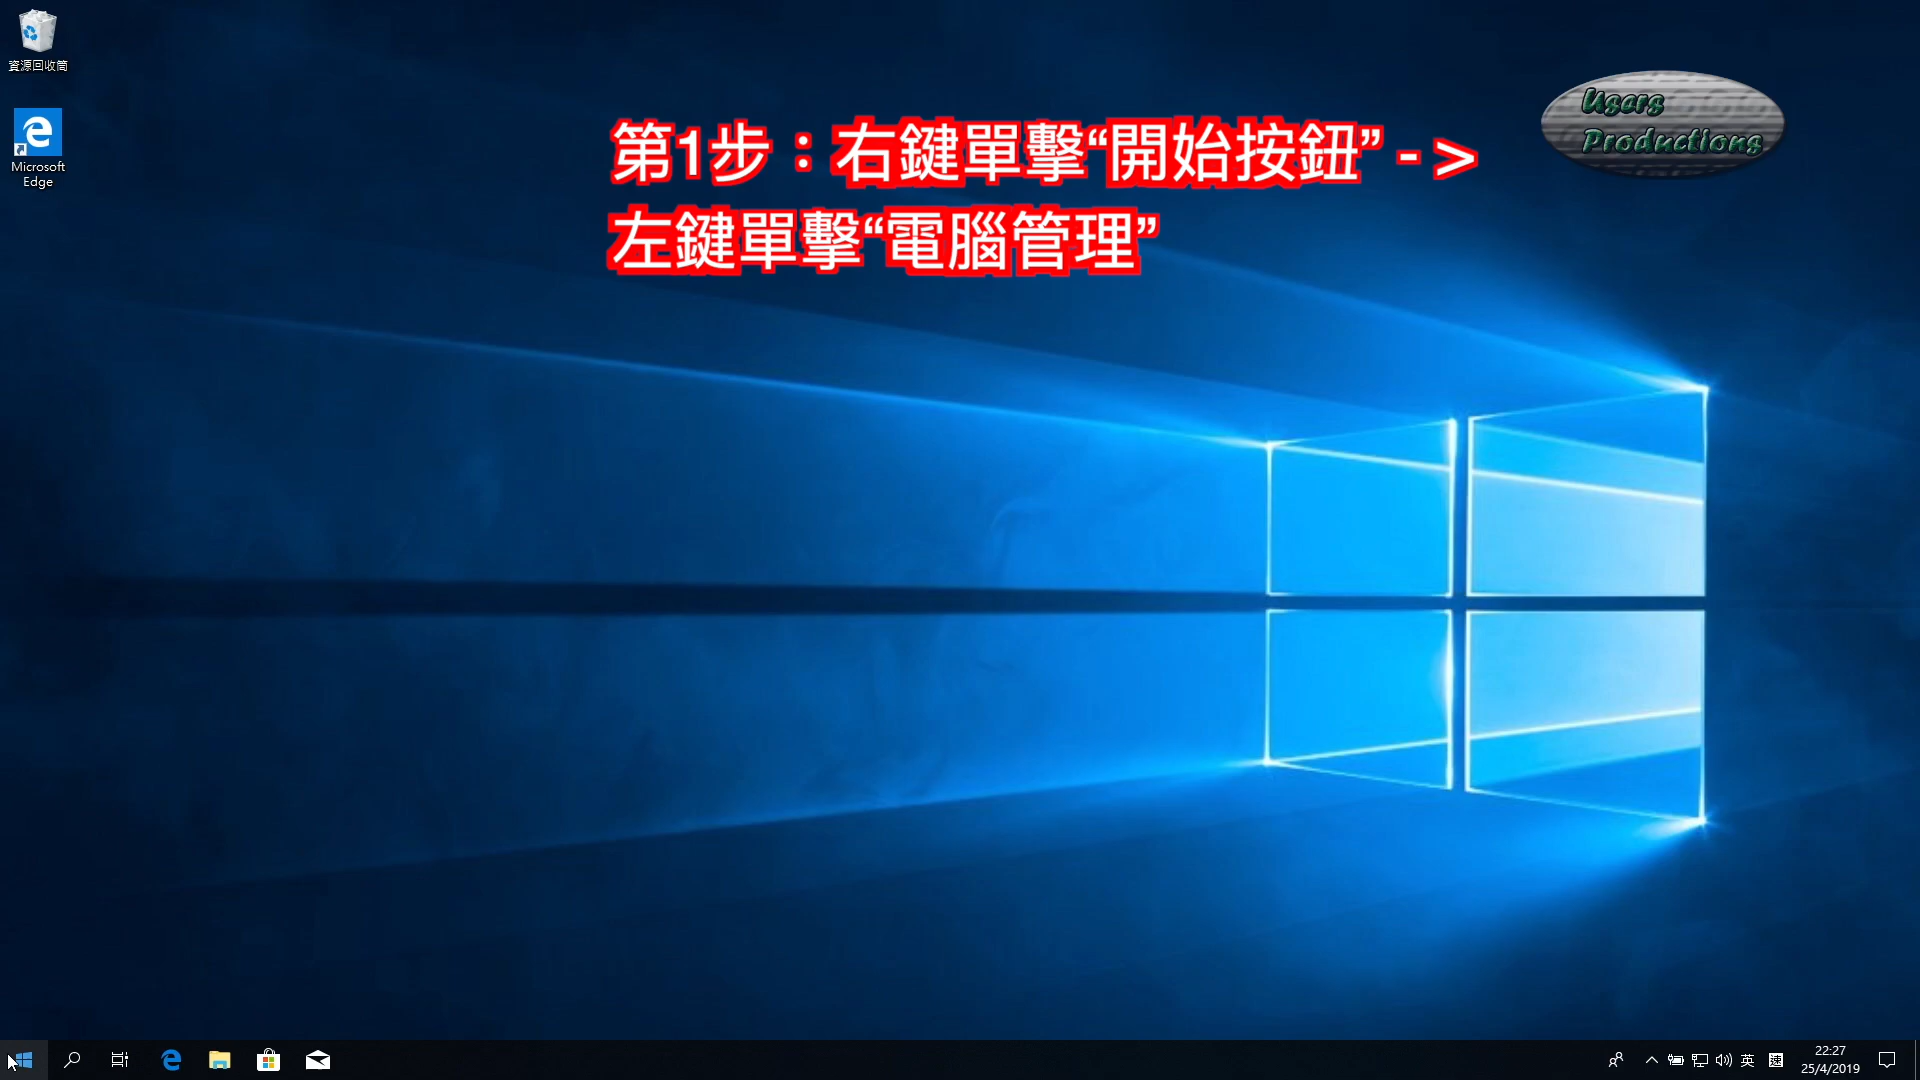 資源回收筒
Microsoft
Edge
第1步：右鍵單擊“開始按鈕” - >
左鍵單擊“電腦管理”
Users
Productions
英
速
22:27
25/4/2019